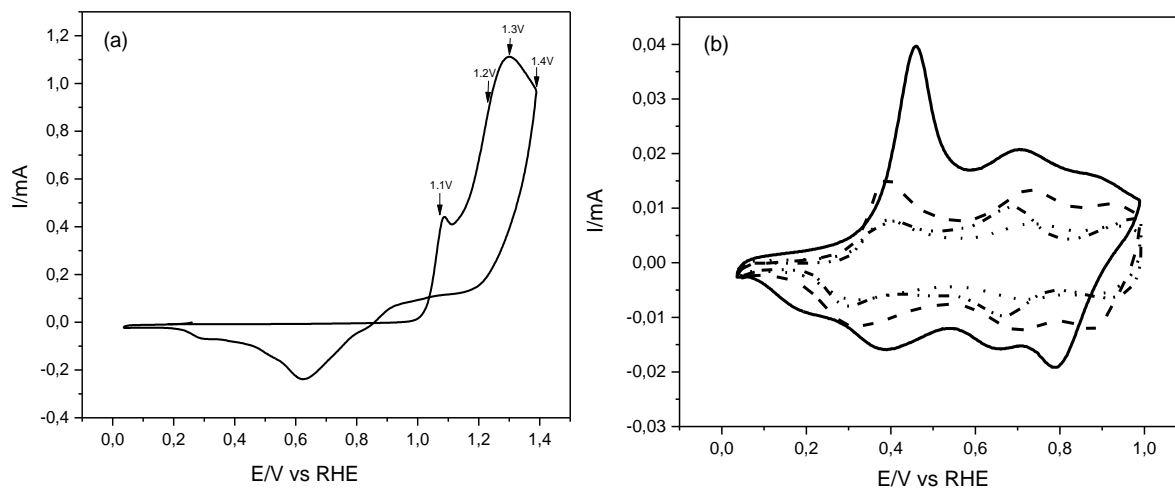 (a)
1.3V
1.2V
1.4V
1.1V
I/mA
1,2
1,0
0,8
0,6
0,4
0,2
0,0
-0,2
-0,4
0,0 0,2 0,4 0,6 0,8 1,0 1,2 1,4
E/V vs RHE
(b)
I/mA
0,04
0,03
0,02
0,01
0,00
-0,01
-0,02
-0,03
0,0 0,2 0,4 0,6 0,8 1,0
E/V vs RHE